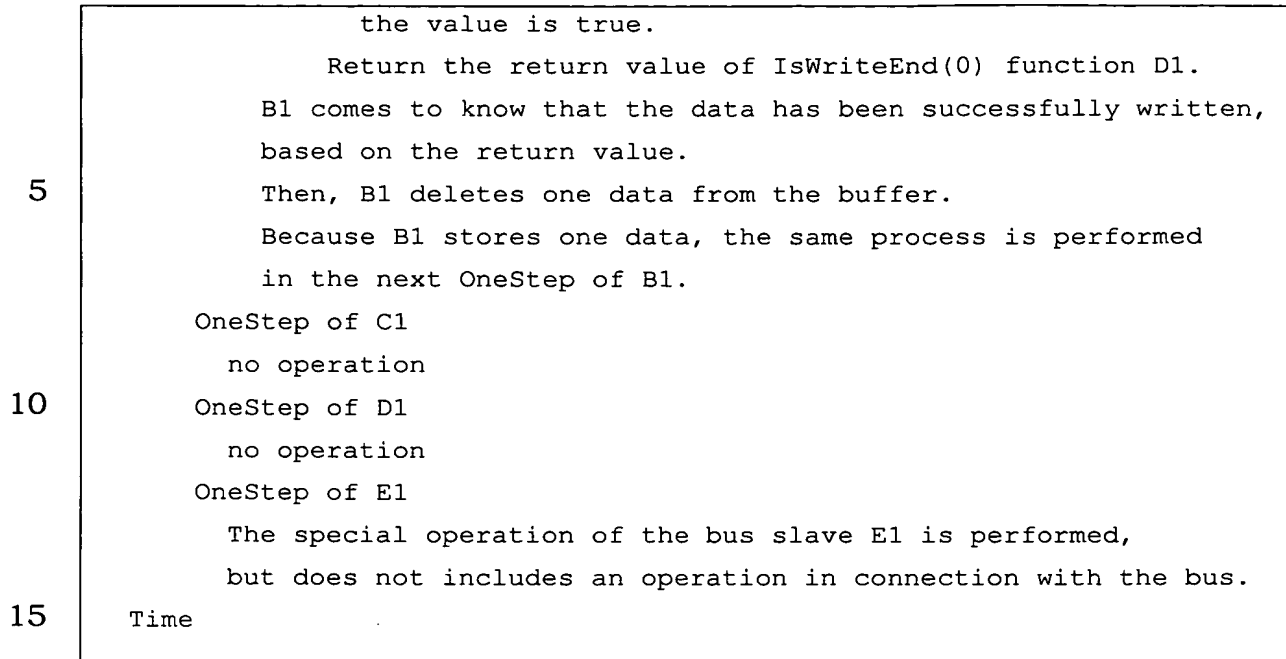 the value is true.
Return the return value of IsWriteEnd(0) function D1.
B1 comes to know that the data has been successfully written,
based on the return value.
5 Then, B1 deletes one data from the buffer.
Because B1 stores one data, the same process is performed
in the next OneStep of B1.
OneStep of C1
no operation
10 OneStep of D1
no operation
OneStep of E1
The special operation of the bus slave E1 is performed,
but does not includes an operation in connection with the bus.
15 Time